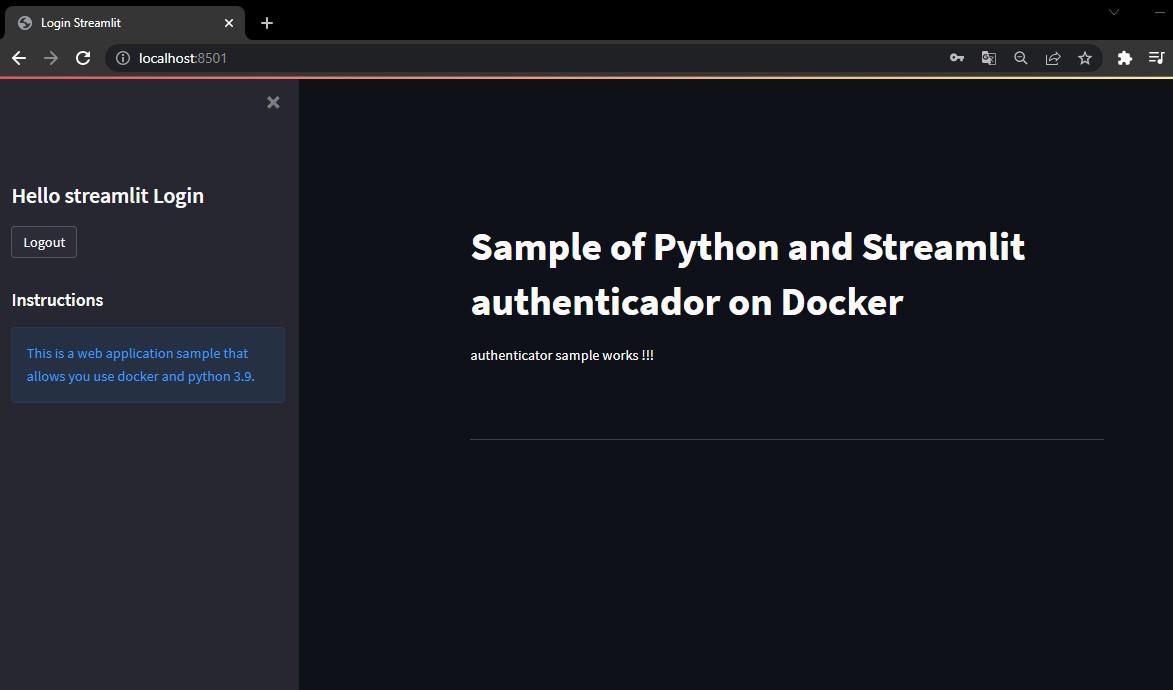 Login Streamlit
localhost:8501
Hello streamlit Login
Logout
Instructions
This is a web application sample that
allows you use docker and python 3.9.
Sample of Python and Streamlit
authenticador on Docker
authenticator sample works !!!